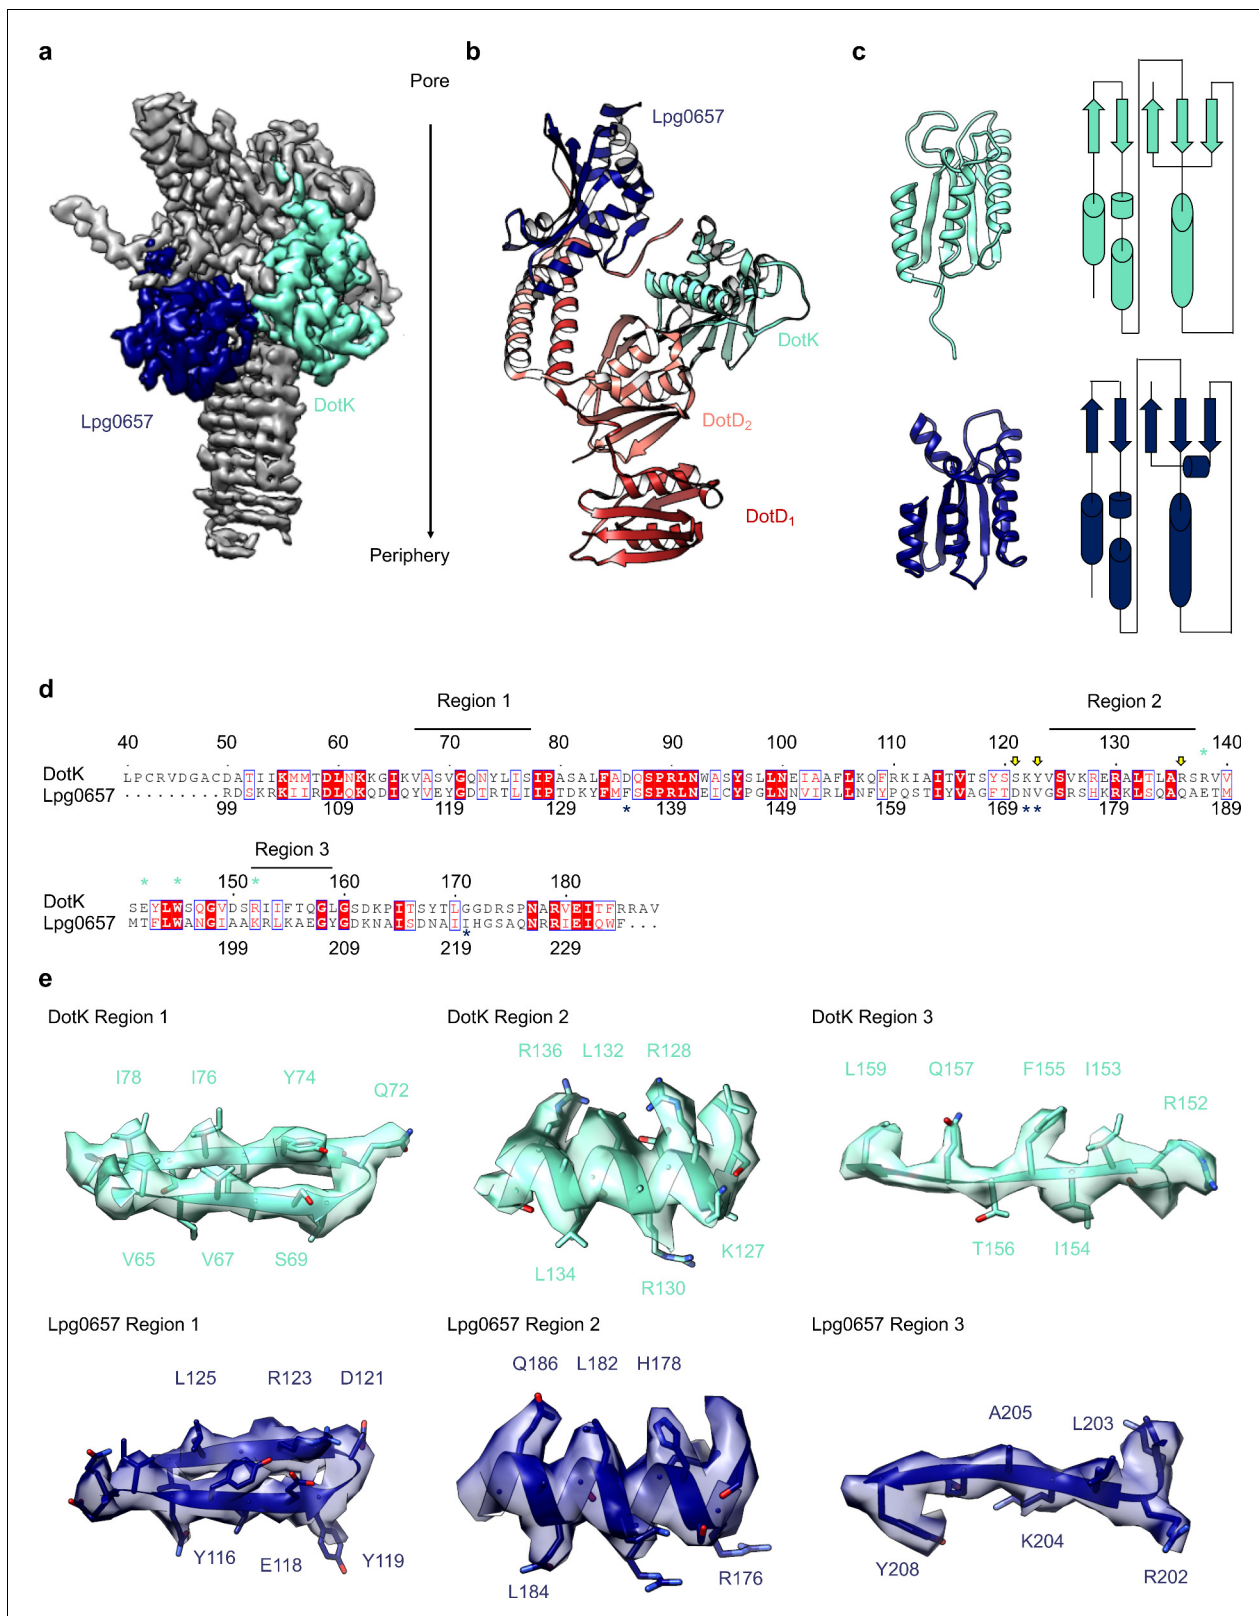 a
Pore
Periphery
Lpg0657
DotK
b
Lpg0657
DotK
DotD2
DotD1
c
d
Region 1
Region 2
40 50 60 70 80 90 100 110 120 130 140
*
DotK LPCRVDGACDATIIKMMTDLNKKGIKVASVGQNYLISIPASALFADQSPRLNWASYSLLNEIAAFLKQFRKIAITVTSYSSKYVSVKRERALTLARSRVVM
Lpg0657 .........RDSKRKIIRDLQKQDIQYVEYGDTRTLIIPTDKYFMFSSPRLNEICYPGLNNVIRLLNFYPQSTIYVAGFTDNVGSRSHKRKLSQAQAETM
99 109 119 129 139 149 159 169 179 189
* * *
Region 3
150 160 170 180
* * *
DotK SEYLWSQGVDSRIIFTQGLGSDKPITSYTLGGDRSPNARVEITFRRAV
Lpg0657 MTFLWANGIAAKRLKAEGYGDKNAISDNAIIHGSAQNRRIEIQWF...
*
199 209 219 229
e
DotK Region 1
I78 I76 Y74 Q72
V65 V67 S69
DotK Region 2
R136 L132 R128
L134 R130 K127
DotK Region 3
L159 Q157 F155 I153 R152
T156 I154
Lpg0657 Region 1
L125 R123 D121
Y116 E118 Y119
Lpg0657 Region 2
Q186 L182 H178
L184 R176
Lpg0657 Region 3
A205 L203
Y208 K204 R202